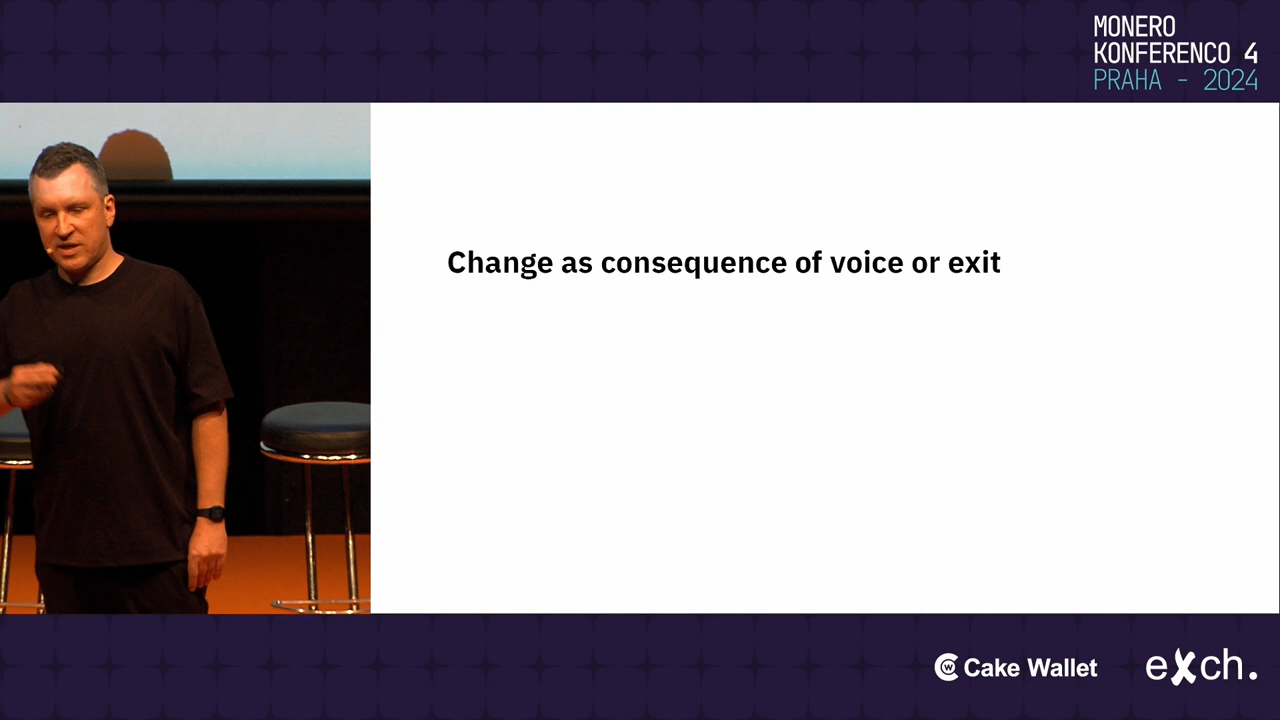 MONERO
KONFERENCO 4
PRAHA - 2024
Change as consequence of voice or exit
Cake Wallet
eXch.